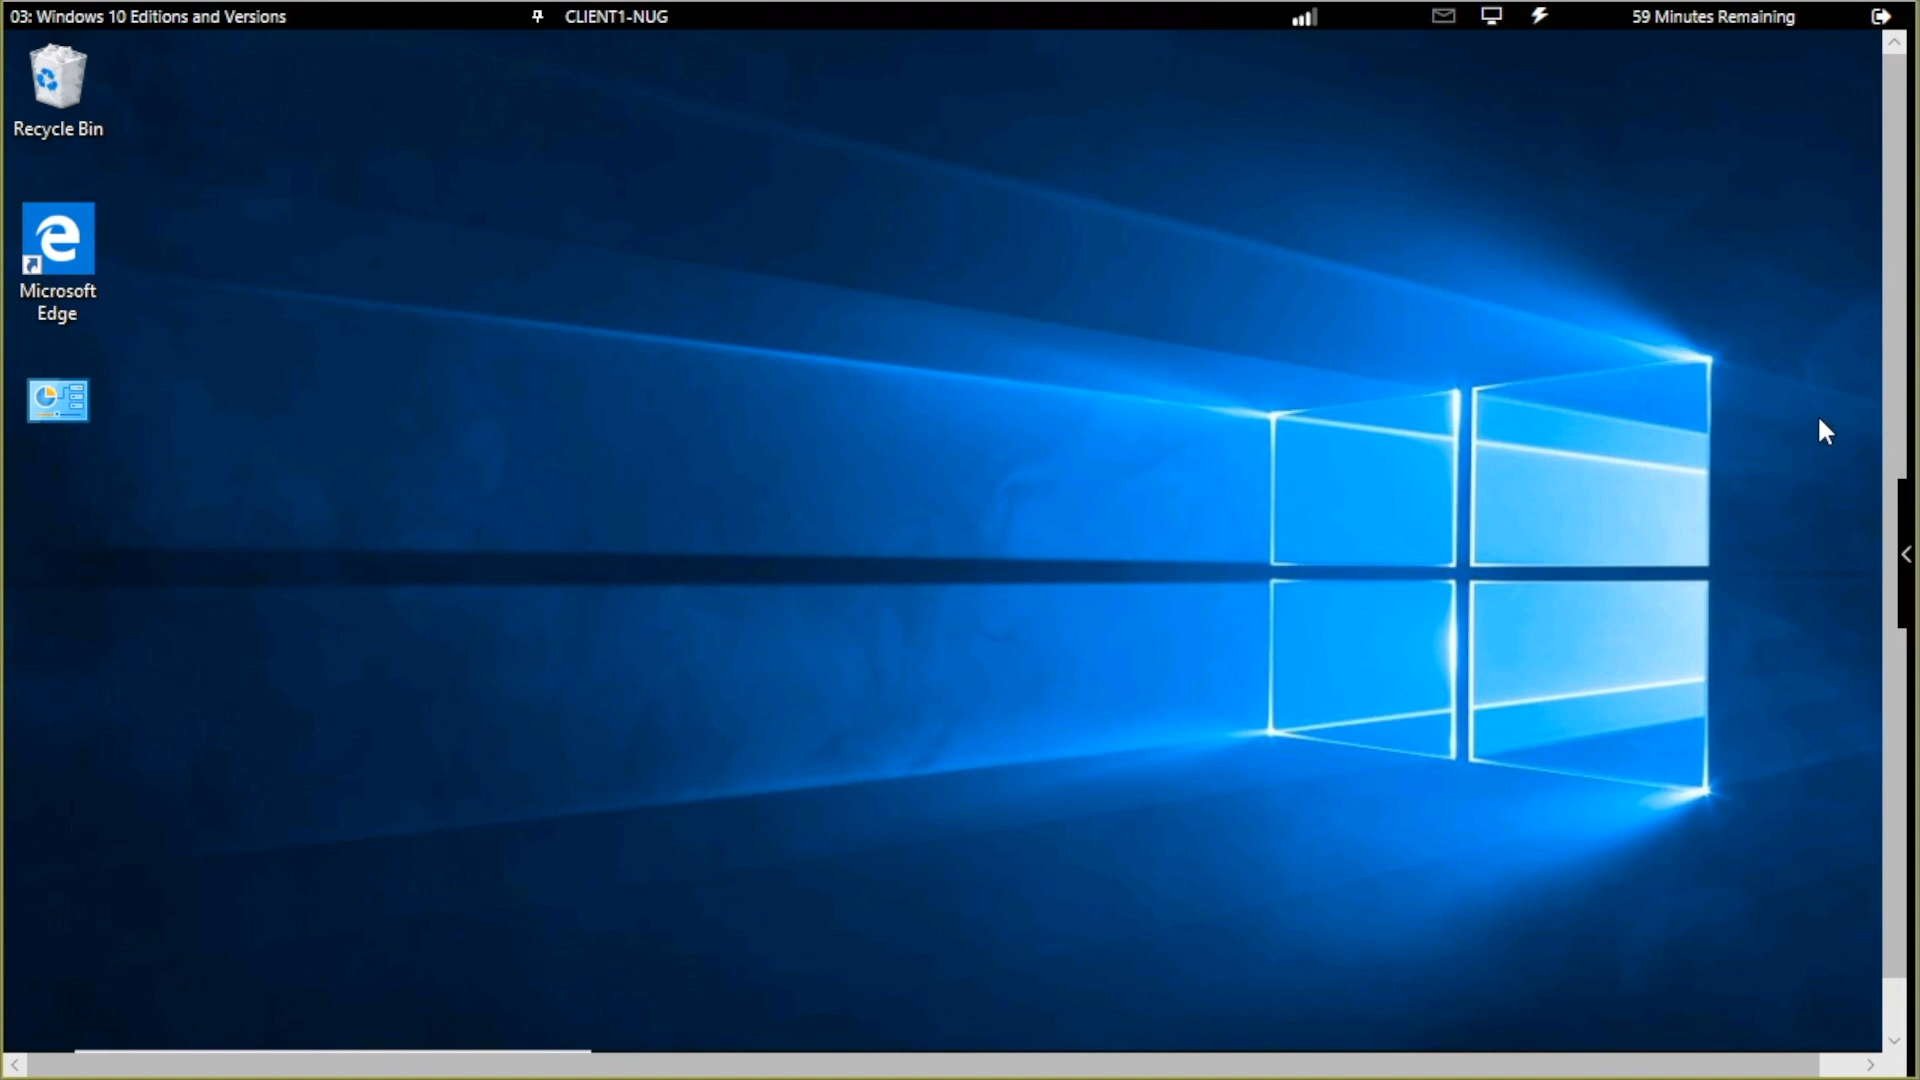 03: Windows 10 Editions and Versions
CLIENT1-NUG
59 Minutes Remaining
Recycle Bin
Microsoft
Edge